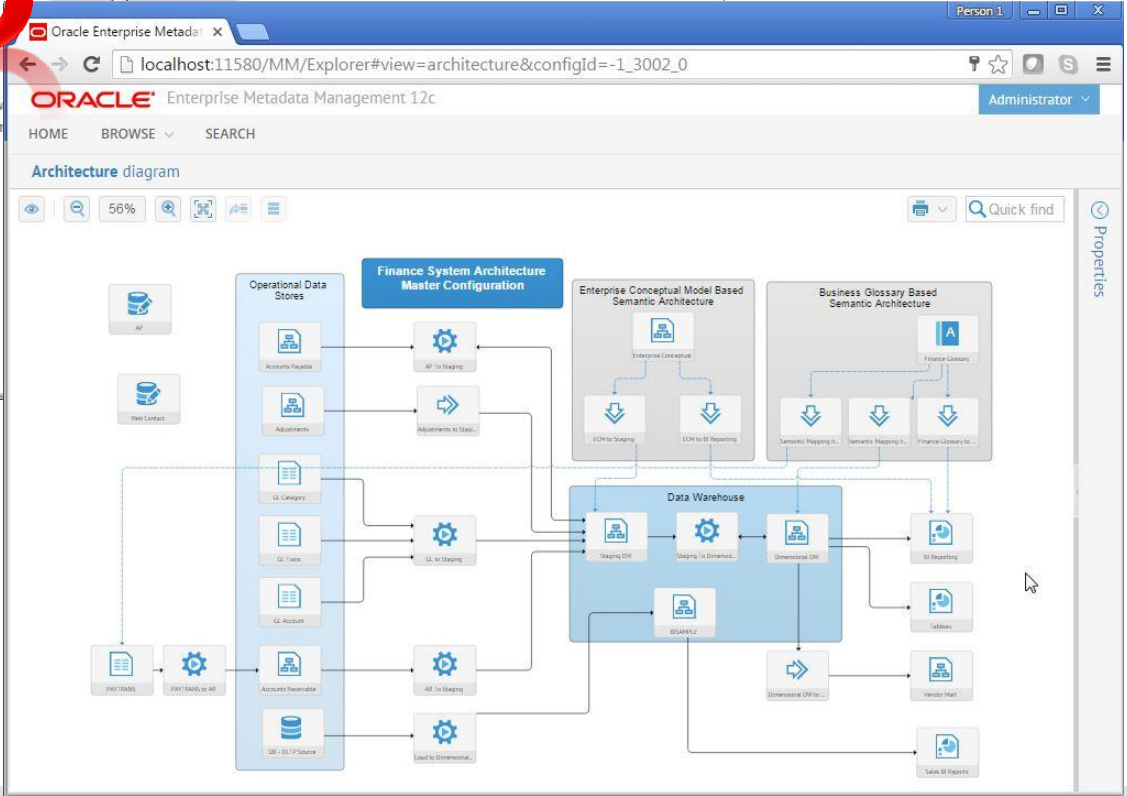 Person 1
Oracle Enterprise Metadat
localhost:11580/MM/Explorer#view=architecture&configId=-1_3002_0
ORACLE Enterprise Metadata Management 12c
Administrator
HOME BROWSE SEARCH
Architecture diagram
56%
Quick find
Properties
Finance System Architecture
Master Configuration
Operational Data
Stores
Enterprise Conceptual Model Based
Semantic Architecture
Business Glossary Based
Semantic Architecture
AP
Accounts Payable
AP To Staging
Enterprise Conceptual
Finance Glossary
Web Contact
Adjustments
Adjustments to Stagi...
ECM to Staging
ECM to BI Reporting
Semantic Mapping fr...
Semantic Mapping fr...
Finance Glossary to ...
GL Category
Data Warehouse
GL Trans
GL to Staging
Staging DW
Staging To Dimensio...
Dimensional DW
BI Reporting
GL Account
BISAMPLE
Tableau
PAYTRANS
PAYTRANS to AR
Accounts Receivable
AR To Staging
Dimensional DW to ...
Vendor Mart
DB - OLTP Source
Load to Dimensional...
Sales BI Reports